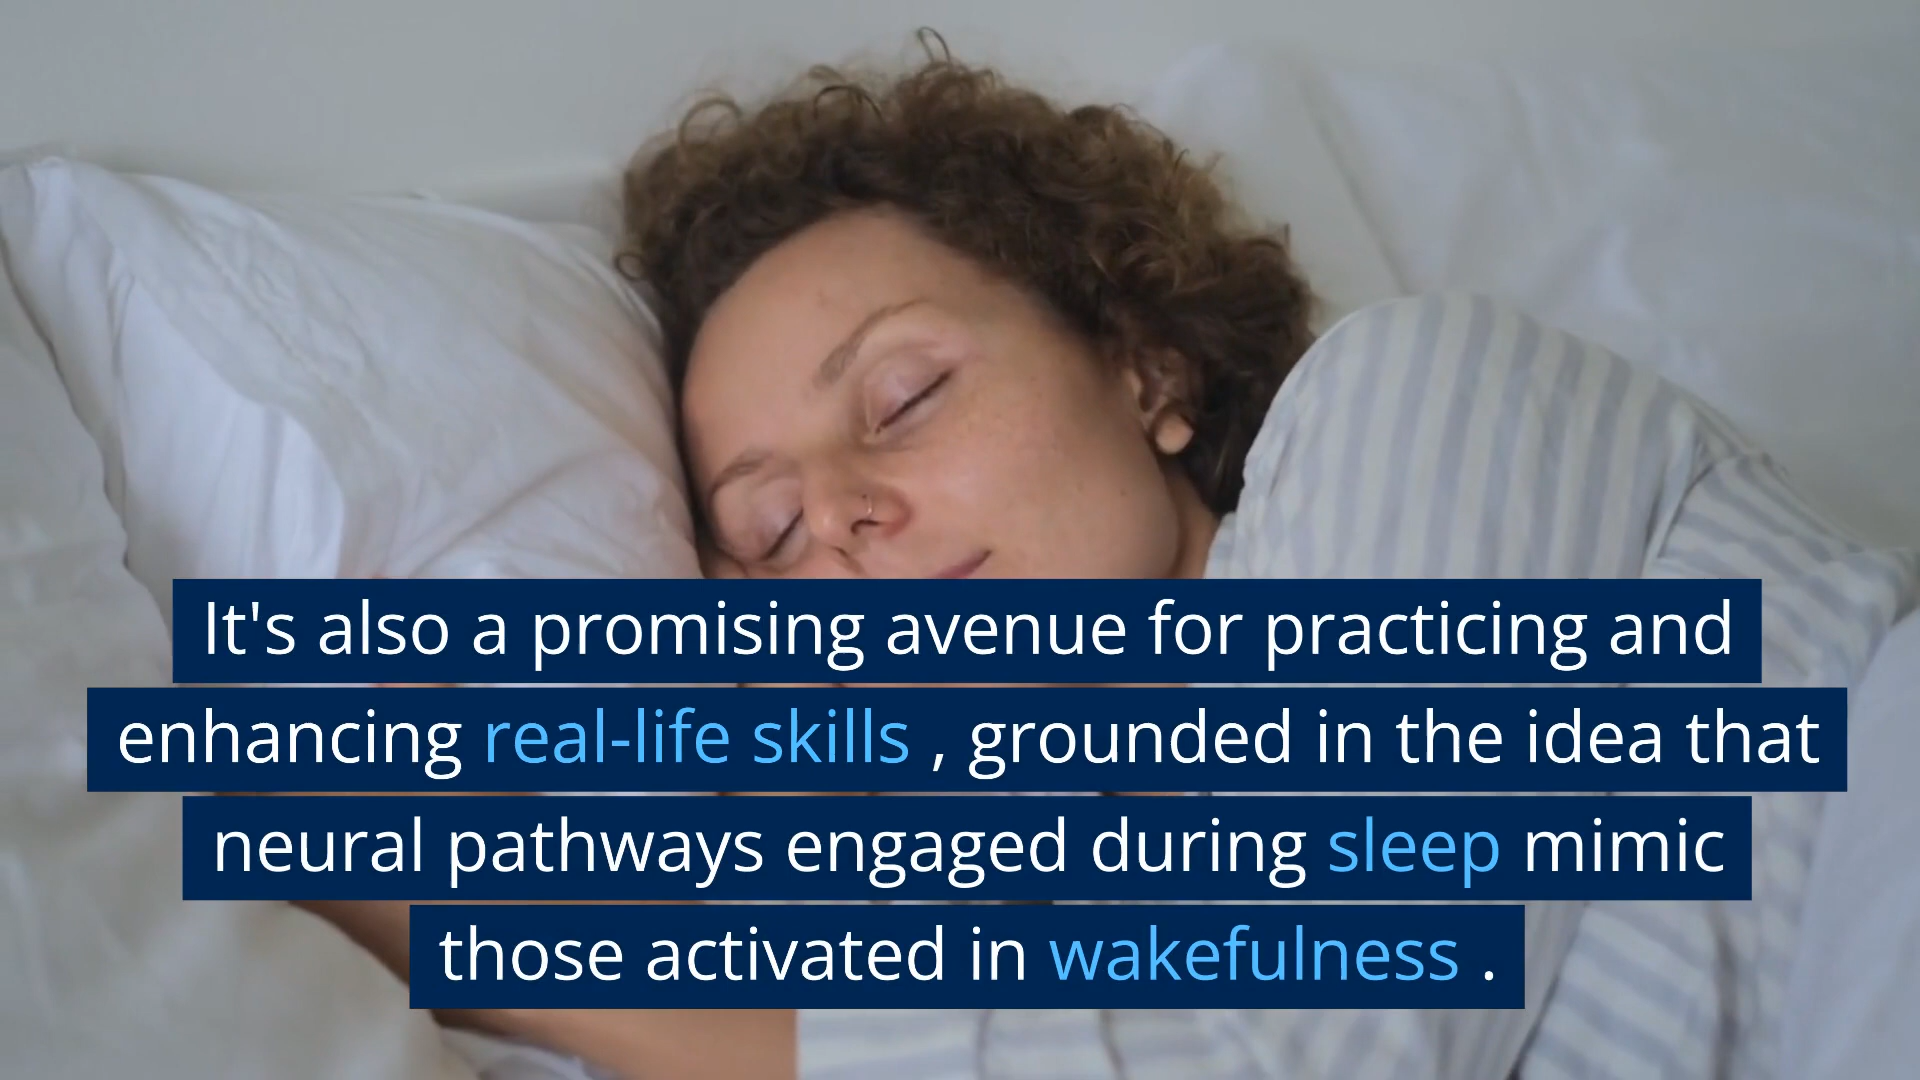 It's also a promising avenue for practicing and
enhancing real-life skills , grounded in the idea that
neural pathways engaged during sleep mimic
those activated in wakefulness .